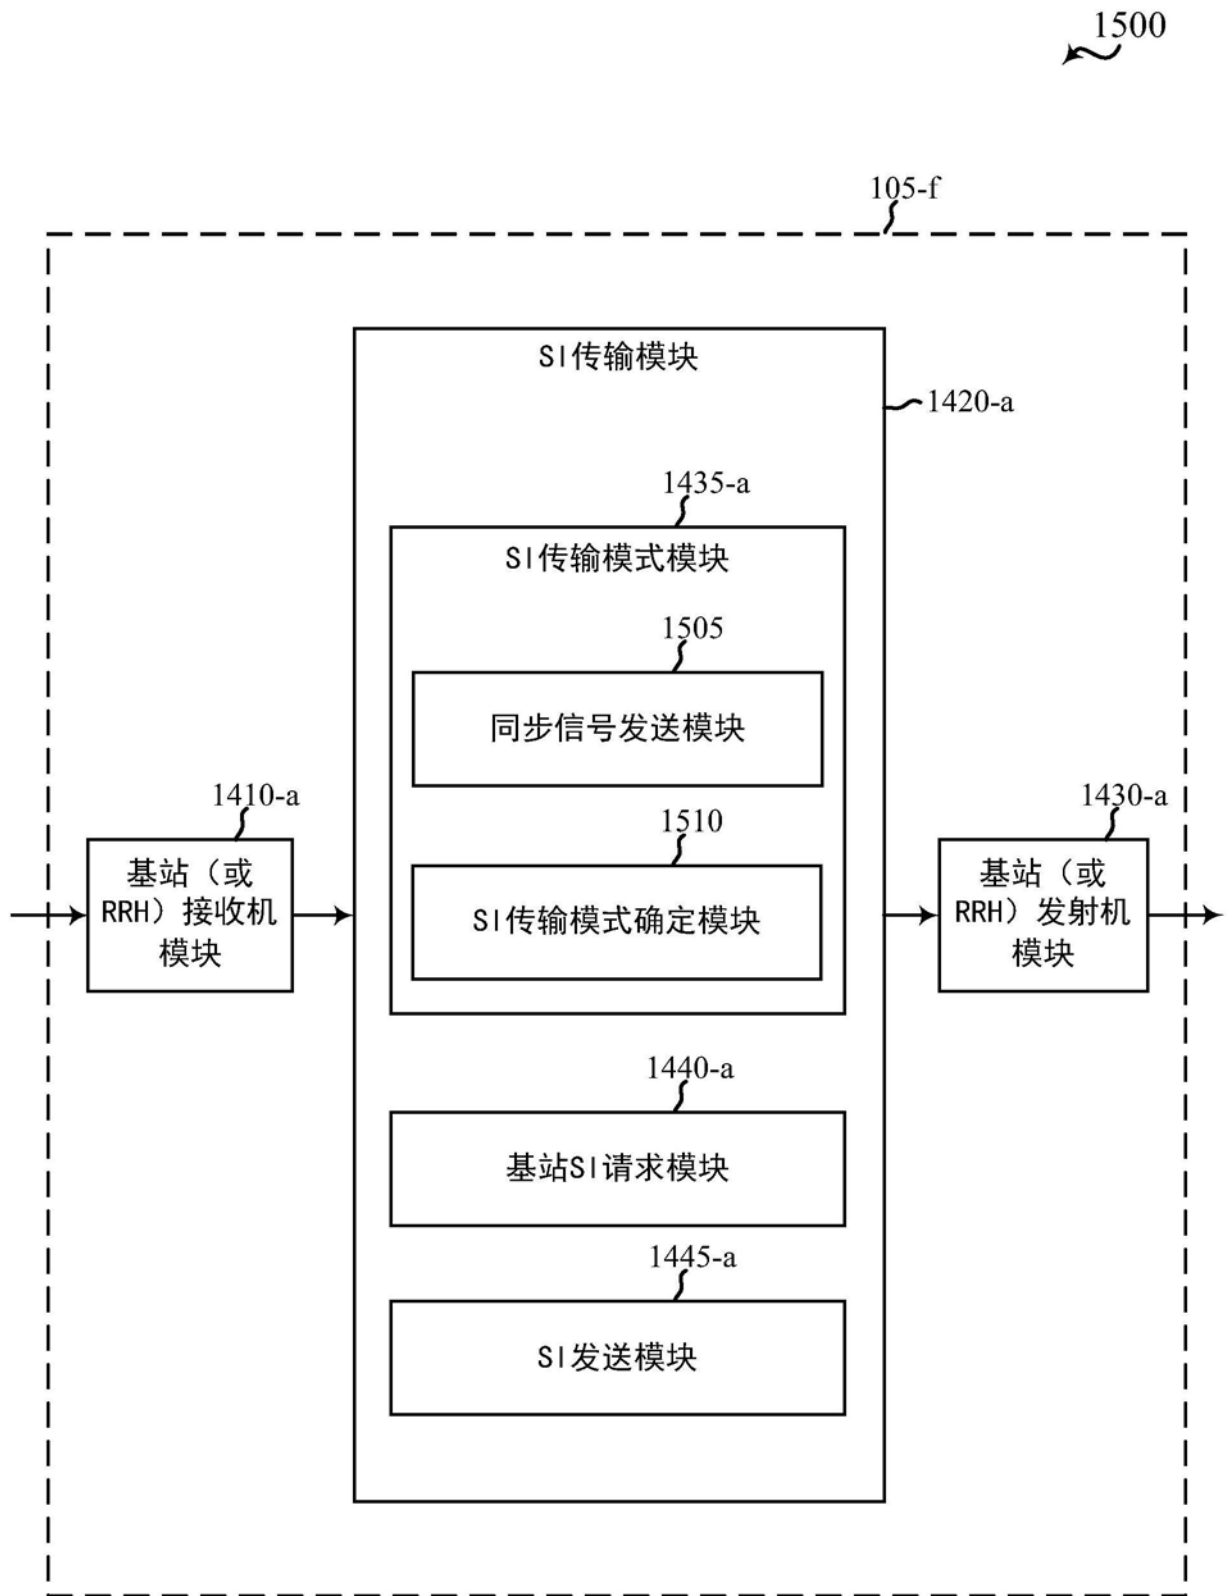 1500
105-f
SI传输模块
1420-a
1435-a
SI传输模式模块
1505
同步信号发送模块
1410-a
基站（或
RRH）接收机
模块
1510
SI传输模式确定模块
1430-a
基站（或
RRH）发射机
模块
1440-a
基站SI请求模块
1445-a
SI发送模块